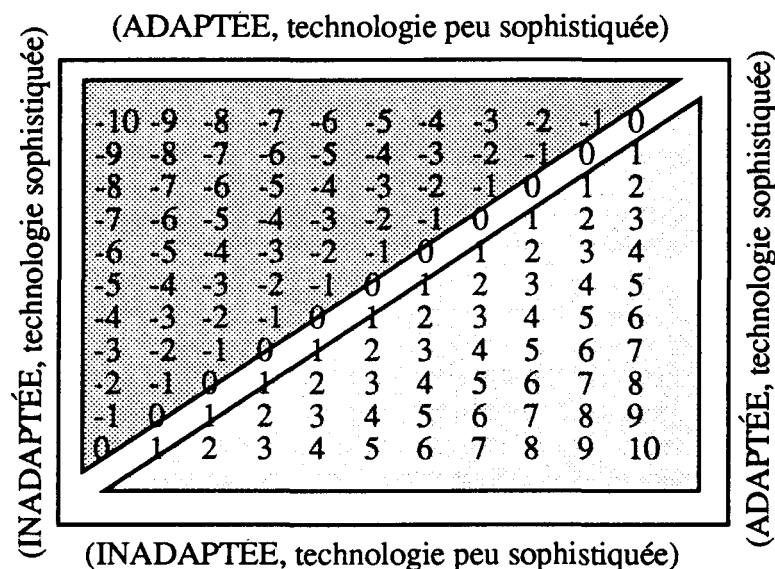 (ADAPTÉE, technologie peu sophistiquée)
(INADAPTÉE, technologie sophistiquée)
-10 -9 -8 -7 -6 -5 -4 -3 -2 -1 0
-9 -8 -7 -6 -5 -4 -3 -2 -1 0 1
-8 -7 -6 -5 -4 -3 -2 -1 0 1 2
-7 -6 -5 -4 -3 -2 -1 0 1 2 3
-6 -5 -4 -3 -2 -1 0 1 2 3 4
-5 -4 -3 -2 -1 0 1 2 3 4 5
-4 -3 -2 -1 0 1 2 3 4 5 6
-3 -2 -1 0 1 2 3 4 5 6 7
-2 -1 0 1 2 3 4 5 6 7 8
-1 0 1 2 3 4 5 6 7 8 9
0 1 2 3 4 5 6 7 8 9 10
(ADAPTÉE, technologie sophistiquée)
(INADAPTEE, technologie peu sophistiquée)